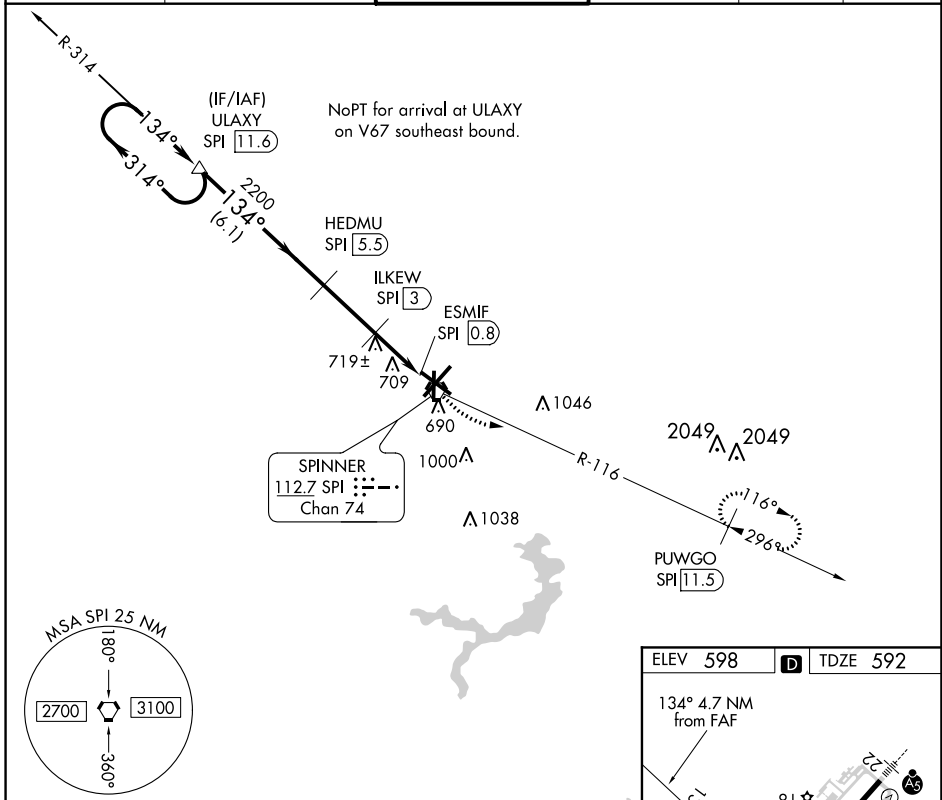 R-314
134°
314°
(IF/IAF)
ULAXY
SPI 11.6
NoPT for arrival at ULAXY
on V67 southeast bound.
2200
134°
(6.1)
HEDMU
SPI 5.5
ILKEW
SPI 3
ESMIF
SPI 0.8
719±
709
690
1046
1000
1038
2049
2049
SPINNER
112.7 SPI
Chan 74
R-116
116°
296°
PUWGO
SPI 11.5
MSA SPI 25 NM
180°
2700
3100
360°
ELEV 598
D
TDZE 592
134° 4.7 NM
from FAF
22
A5
18